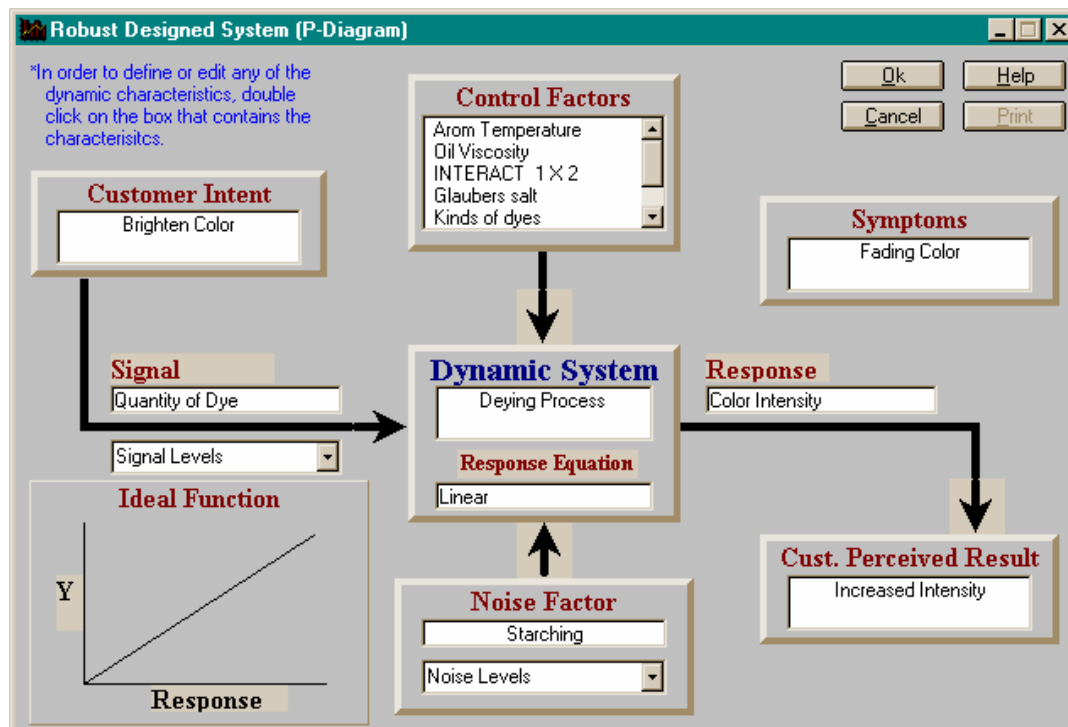 Robust Designed System (P-Diagram)
*In order to define or edit any of the
dynamic characteristics, double
click on the box that contains the
characterisitcs.
Control Factors
Arom Temperature
Oil Viscosity
INTERACT 1 X 2
Glaubers salt
Kinds of dyes
Ok
Help
Cancel
Print
Customer Intent
Brighten Color
Symptoms
Fading Color
Signal
Quantity of Dye
Signal Levels
Dynamic System
Deying Process
Response Equation
Linear
Response
Color Intensity
Ideal Function
Y
Response
Noise Factor
Starching
Noise Levels
Cust. Perceived Result
Increased Intensity